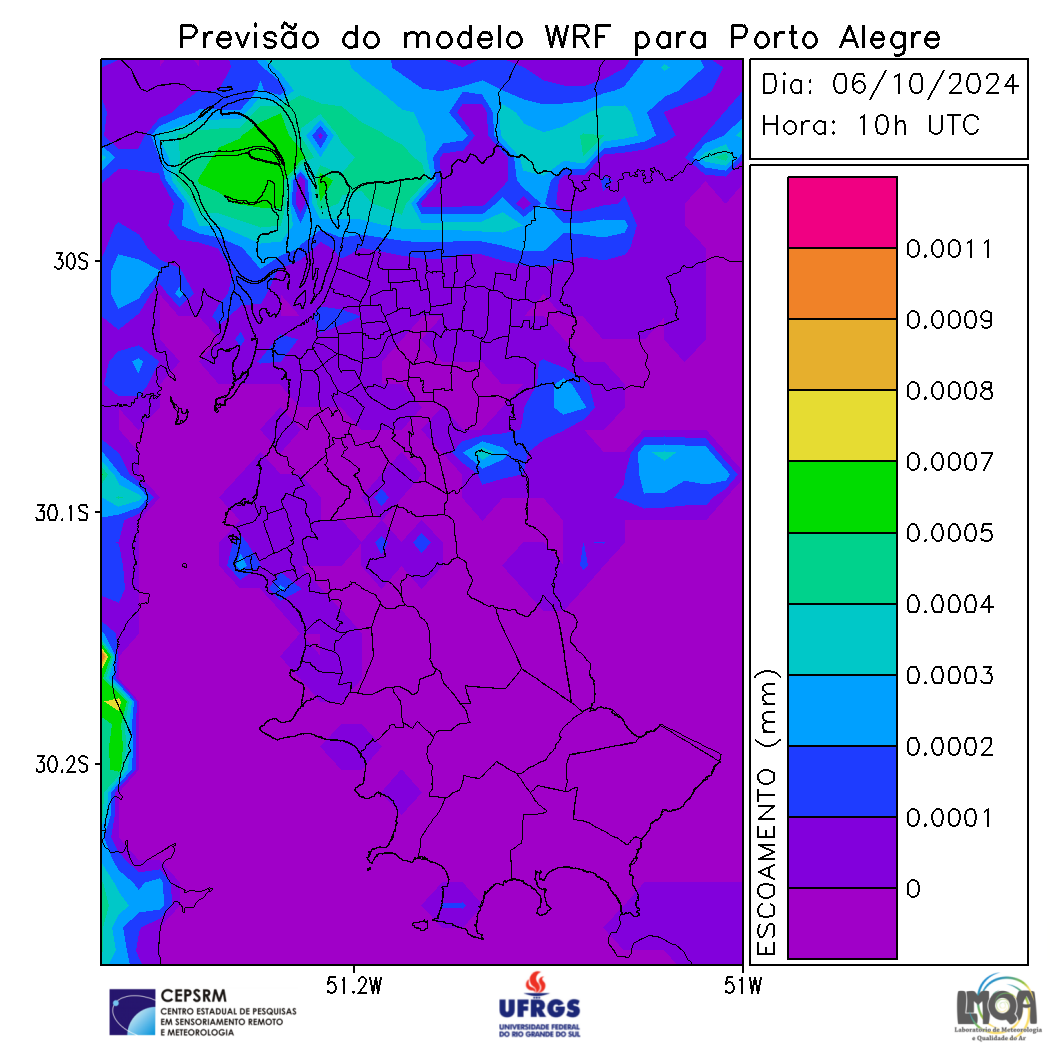 Previsão do modelo WRF para Porto Alegre
Dia: 06/10/2024
Hora: 10h UTC
30S
30.1S
30.2S
51.2W
51W
0.0011
0.0009
0.0008
0.0007
0.0005
0.0004
0.0003
0.0002
0.0001
0
ESCOAMENTO (mm)
CEPSRM
CENTRO ESTADUAL DE PESQUISAS
EM SENSORIAMENTO REMOTO
E METEOROLOGIA
UFRGS
UNIVERSIDADE FEDERAL
DO RIO GRANDE DO SUL
LMQA
Laboratório de Meteorologia
e Qualidade do Ar